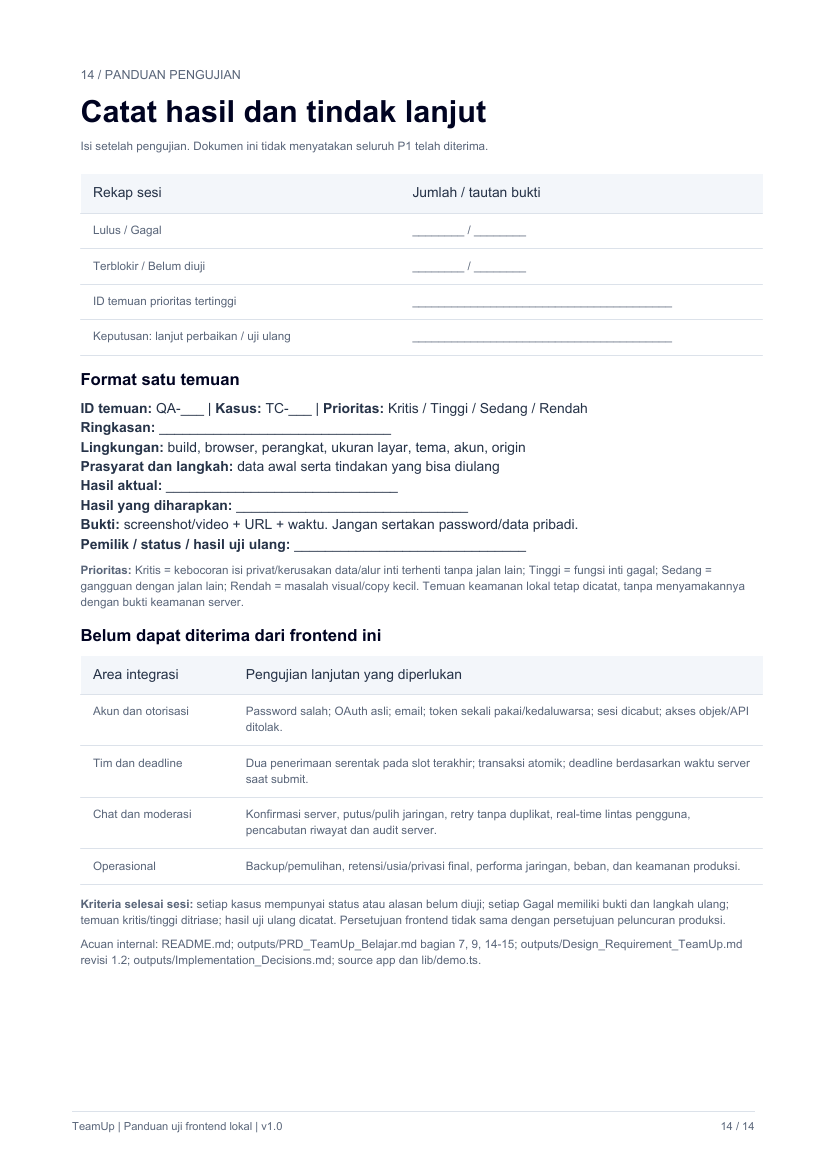 14 / PANDUAN PENGUJIAN
Catat hasil dan tindak lanjut
Isi setelah pengujian. Dokumen ini tidak menyatakan seluruh P1 telah diterima.
Rekap sesi Jumlah / tautan bukti
Lulus / Gagal ________ / ________
Terblokir / Belum diuji ________ / ________
ID temuan prioritas tertinggi ________________________________________
Keputusan: lanjut perbaikan / uji ulang ________________________________________
Format satu temuan
ID temuan: QA-___ | Kasus: TC-___ | Prioritas: Kritis / Tinggi / Sedang / Rendah
Ringkasan: ______________________________
Lingkungan: build, browser, perangkat, ukuran layar, tema, akun, origin
Prasyarat dan langkah: data awal serta tindakan yang bisa diulang
Hasil aktual: ______________________________
Hasil yang diharapkan: ______________________________
Bukti: screenshot/video + URL + waktu. Jangan sertakan password/data pribadi.
Pemilik / status / hasil uji ulang: ______________________________
Prioritas: Kritis = kebocoran isi privat/kerusakan data/alur inti terhenti tanpa jalan lain; Tinggi = fungsi inti gagal; Sedang =
gangguan dengan jalan lain; Rendah = masalah visual/copy kecil. Temuan keamanan lokal tetap dicatat, tanpa menyamakannya
dengan bukti keamanan server.
Belum dapat diterima dari frontend ini
Area integrasi Pengujian lanjutan yang diperlukan
Akun dan otorisasi Password salah; OAuth asli; email; token sekali pakai/kedaluwarsa; sesi dicabut; akses objek/API
ditolak.
Tim dan deadline Dua penerimaan serentak pada slot terakhir; transaksi atomik; deadline berdasarkan waktu server
saat submit.
Chat dan moderasi Konfirmasi server, putus/pulih jaringan, retry tanpa duplikat, real-time lintas pengguna,
pencabutan riwayat dan audit server.
Operasional Backup/pemulihan, retensi/usia/privasi final, performa jaringan, beban, dan keamanan produksi.
Kriteria selesai sesi: setiap kasus mempunyai status atau alasan belum diuji; setiap Gagal memiliki bukti dan langkah ulang;
temuan kritis/tinggi ditriase; hasil uji ulang dicatat. Persetujuan frontend tidak sama dengan persetujuan peluncuran produksi.
Acuan internal: README.md; outputs/PRD_TeamUp_Belajar.md bagian 7, 9, 14-15; outputs/Design_Requirement_TeamUp.md
revisi 1.2; outputs/Implementation_Decisions.md; source app dan lib/demo.ts.
TeamUp | Panduan uji frontend lokal | v1.0 14 / 14